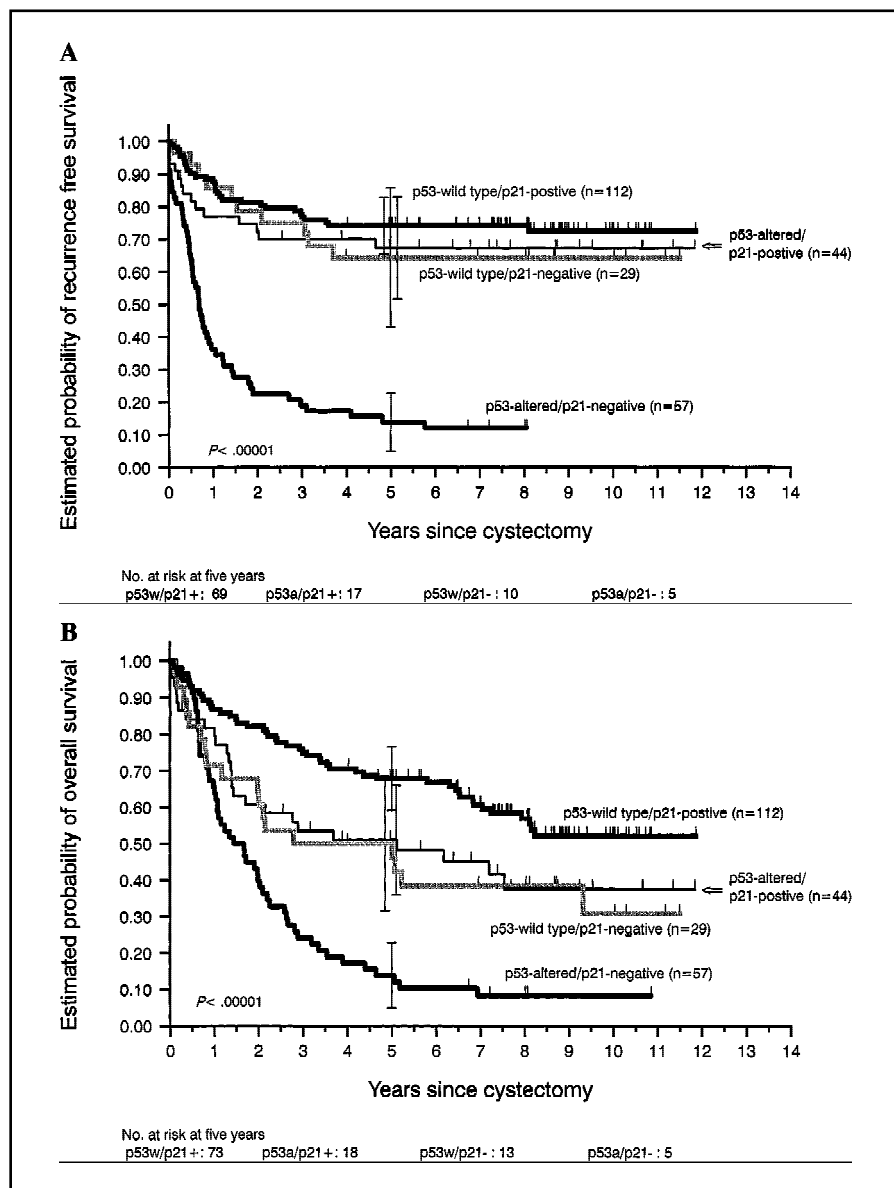 A
Estimated probability of recurrence free survival
1.00
0.90
0.80
0.70
0.60
0.50
0.40
0.30
0.20
0.10
0.00
p53-wild type/p21-postive (n=112)
p53-altered/
p21-postive (n=44)
p53-wild type/p21-negative (n=29)
p53-altered/p21-negative (n=57)
P< .00001
0 1 2 3 4 5 6 7 8 9 10 11 12 13 14
Years since cystectomy
No. at risk at five years
p53w/p21+: 69 p53a/p21+: 17 p53w/p21- : 10 p53a/p21- : 5
B
Estimated probability of overall survival
1.00
0.90
0.80
0.70
0.60
0.50
0.40
0.30
0.20
0.10
0.00
p53-wild type/p21-postive (n=112)
p53-altered/
p21-postive (n=44)
p53-wild type/p21-negative (n=29)
p53-altered/p21-negative (n=57)
P< .00001
0 1 2 3 4 5 6 7 8 9 10 11 12 13 14
Years since cystectomy
No. at risk at five years
p53w/p21+: 73 p53a/p21+: 18 p53w/p21- : 13 p53a/p21- : 5